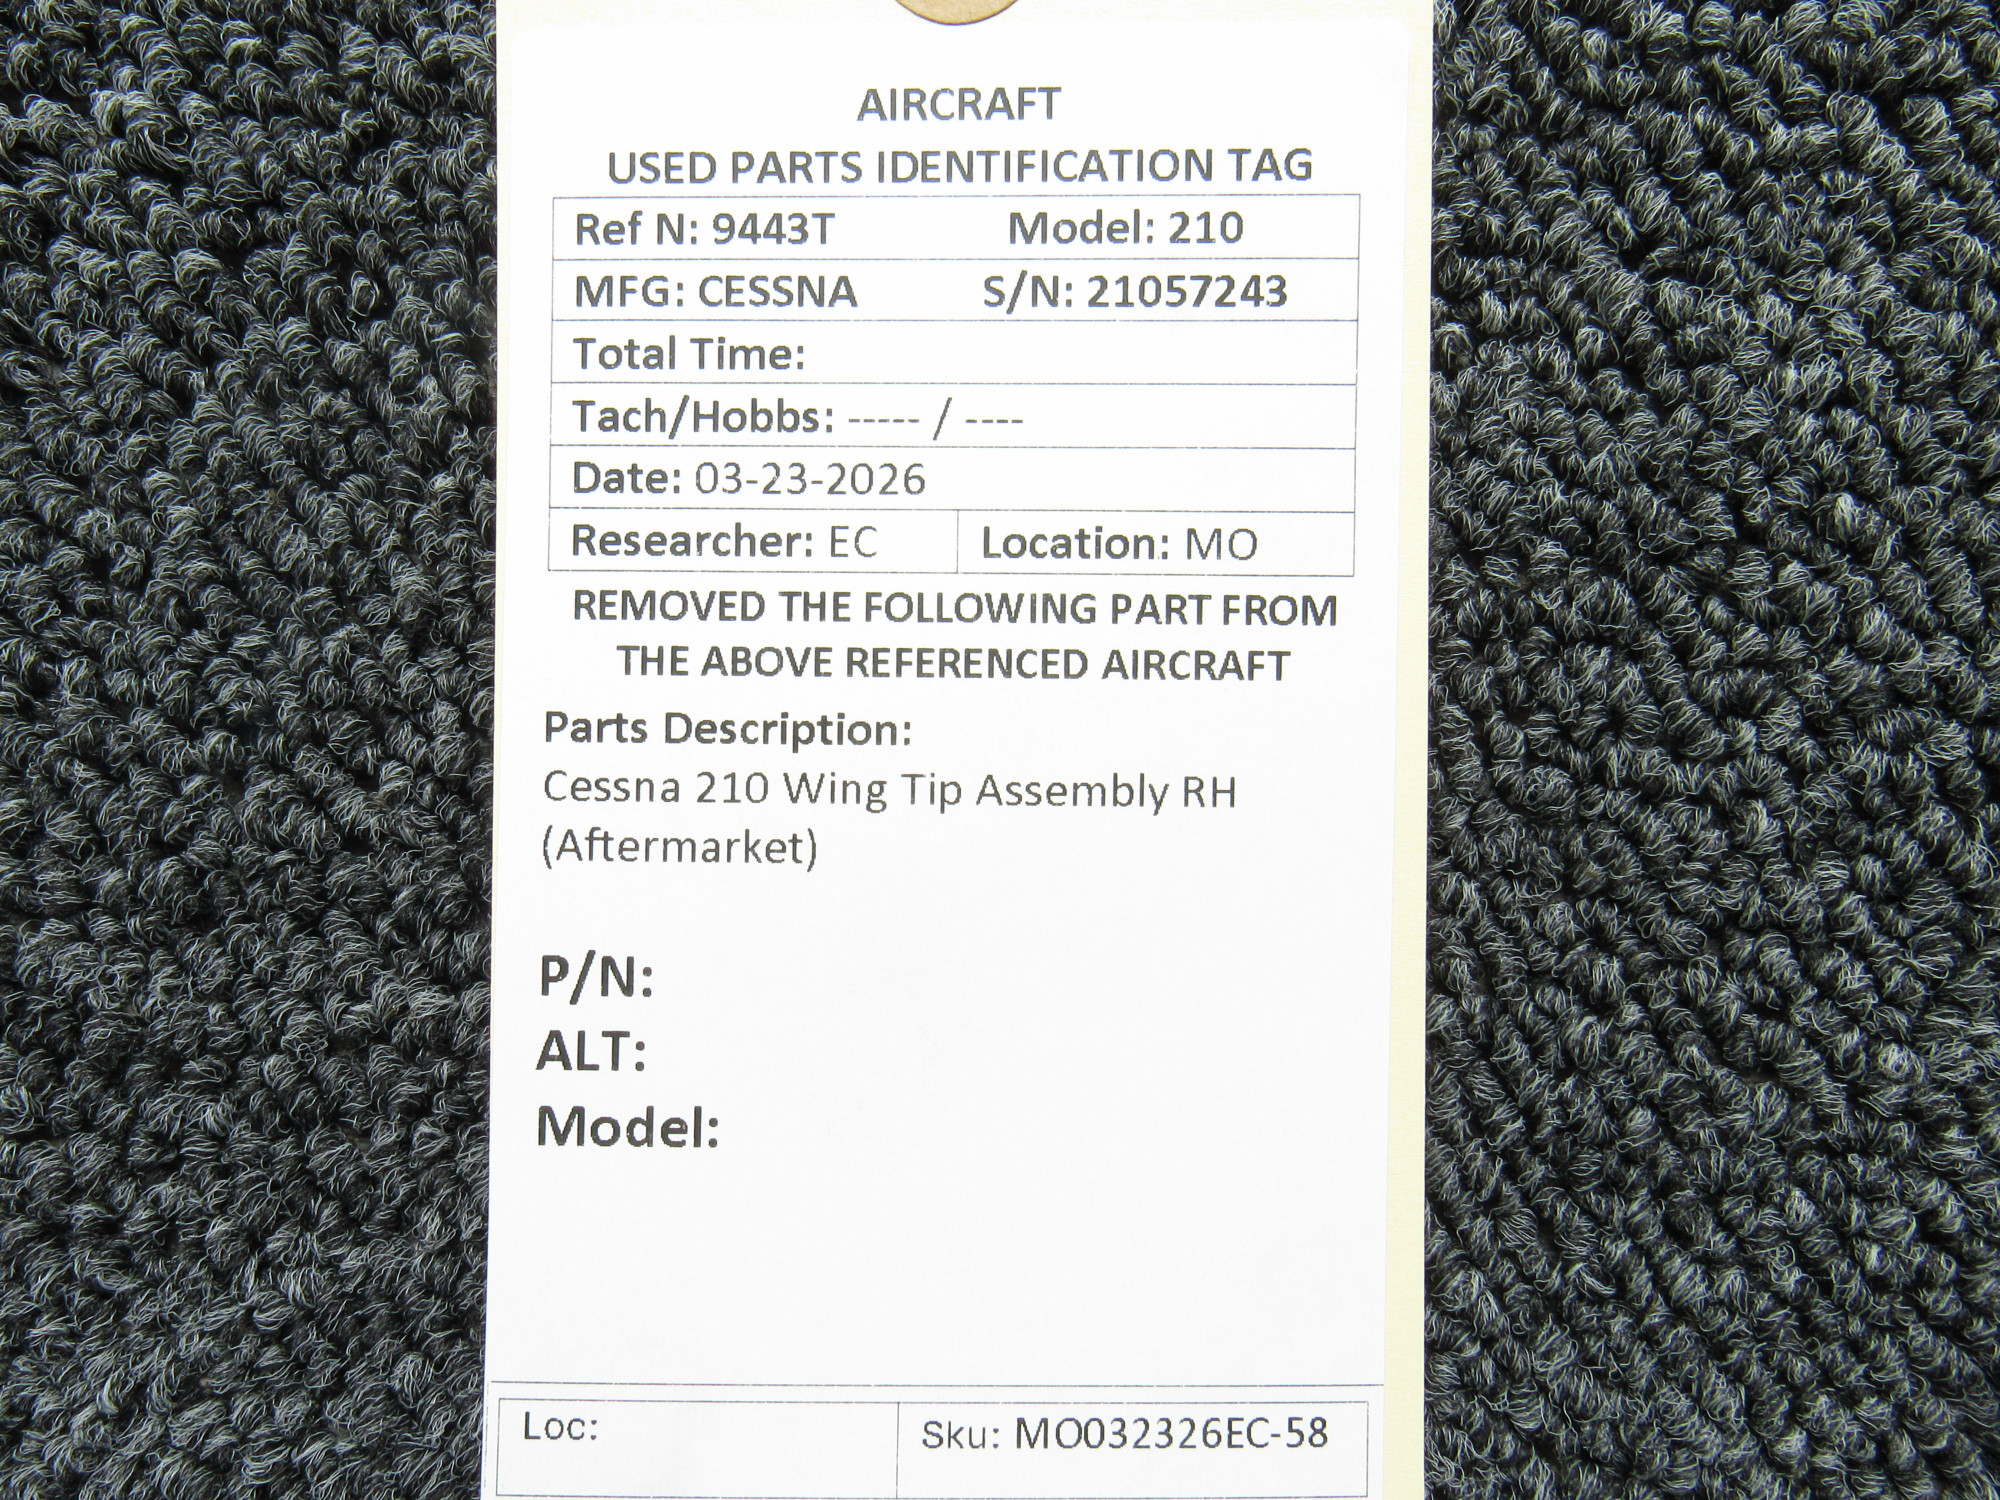 AIRCRAFT
USED PARTS IDENTIFICATION TAG
Ref N: 9443T Model: 210
MFG: CESSNA S/N: 21057243
Total Time:
Tach/Hobbs: ----- / ----
Date: 03-23-2026
Researcher: EC Location: MO
REMOVED THE FOLLOWING PART FROM
THE ABOVE REFERENCED AIRCRAFT
Parts Description:
Cessna 210 Wing Tip Assembly RH
(Aftermarket)
P/N:
ALT:
Model:
Loc: Sku: MO032326EC-58